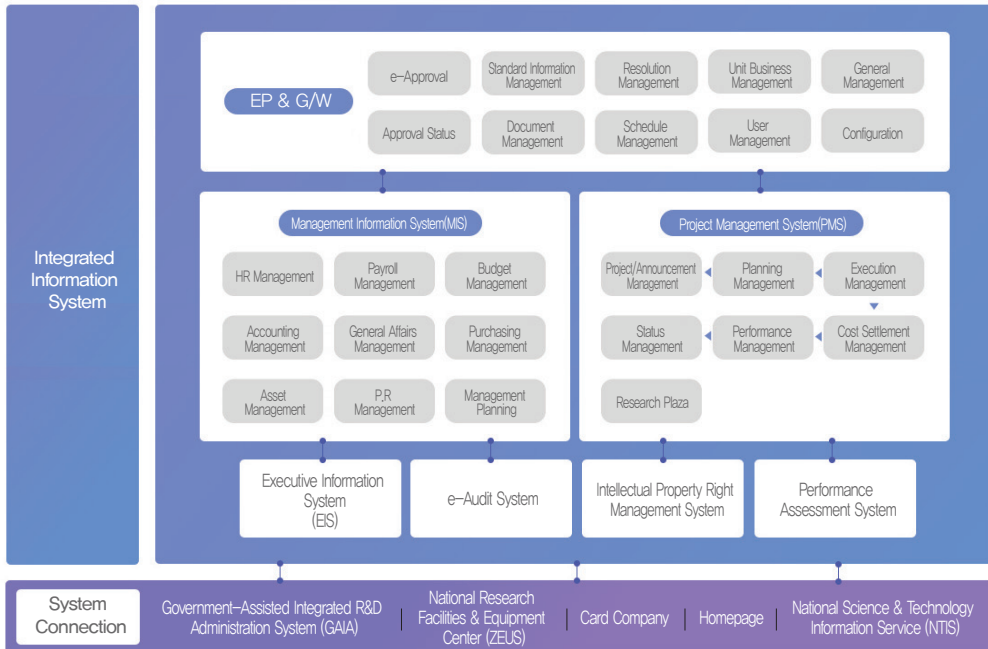 Integrated
Information
System
EP & G/W
e-Approval
Standard Information
Management
Resolution
Management
Unit Business
Management
General
Management
Approval Status
Document
Management
Schedule
Management
User
Management
Configuration
Management Information System(MIS)
HR Management
Payroll
Management
Budget
Management
Accounting
Management
General Affairs
Management
Purchasing
Management
Asset
Management
P.R
Management
Management
Planning
Project Management System(PMS)
Project/Announcement
Management
Planning
Management
Execution
Management
Status
Management
Performance
Management
Cost Settlement
Management
Research Plaza
Executive Information
System
(EIS)
e-Audit System
Intellectual Property Right
Management System
Performance
Assessment System
System
Connection
Government-Assisted Integrated R&D
Administration System (GAIA)
National Research
Facilities & Equipment
Center (ZEUS)
Card Company
Homepage
National Science & Technology
Information Service (NTIS)